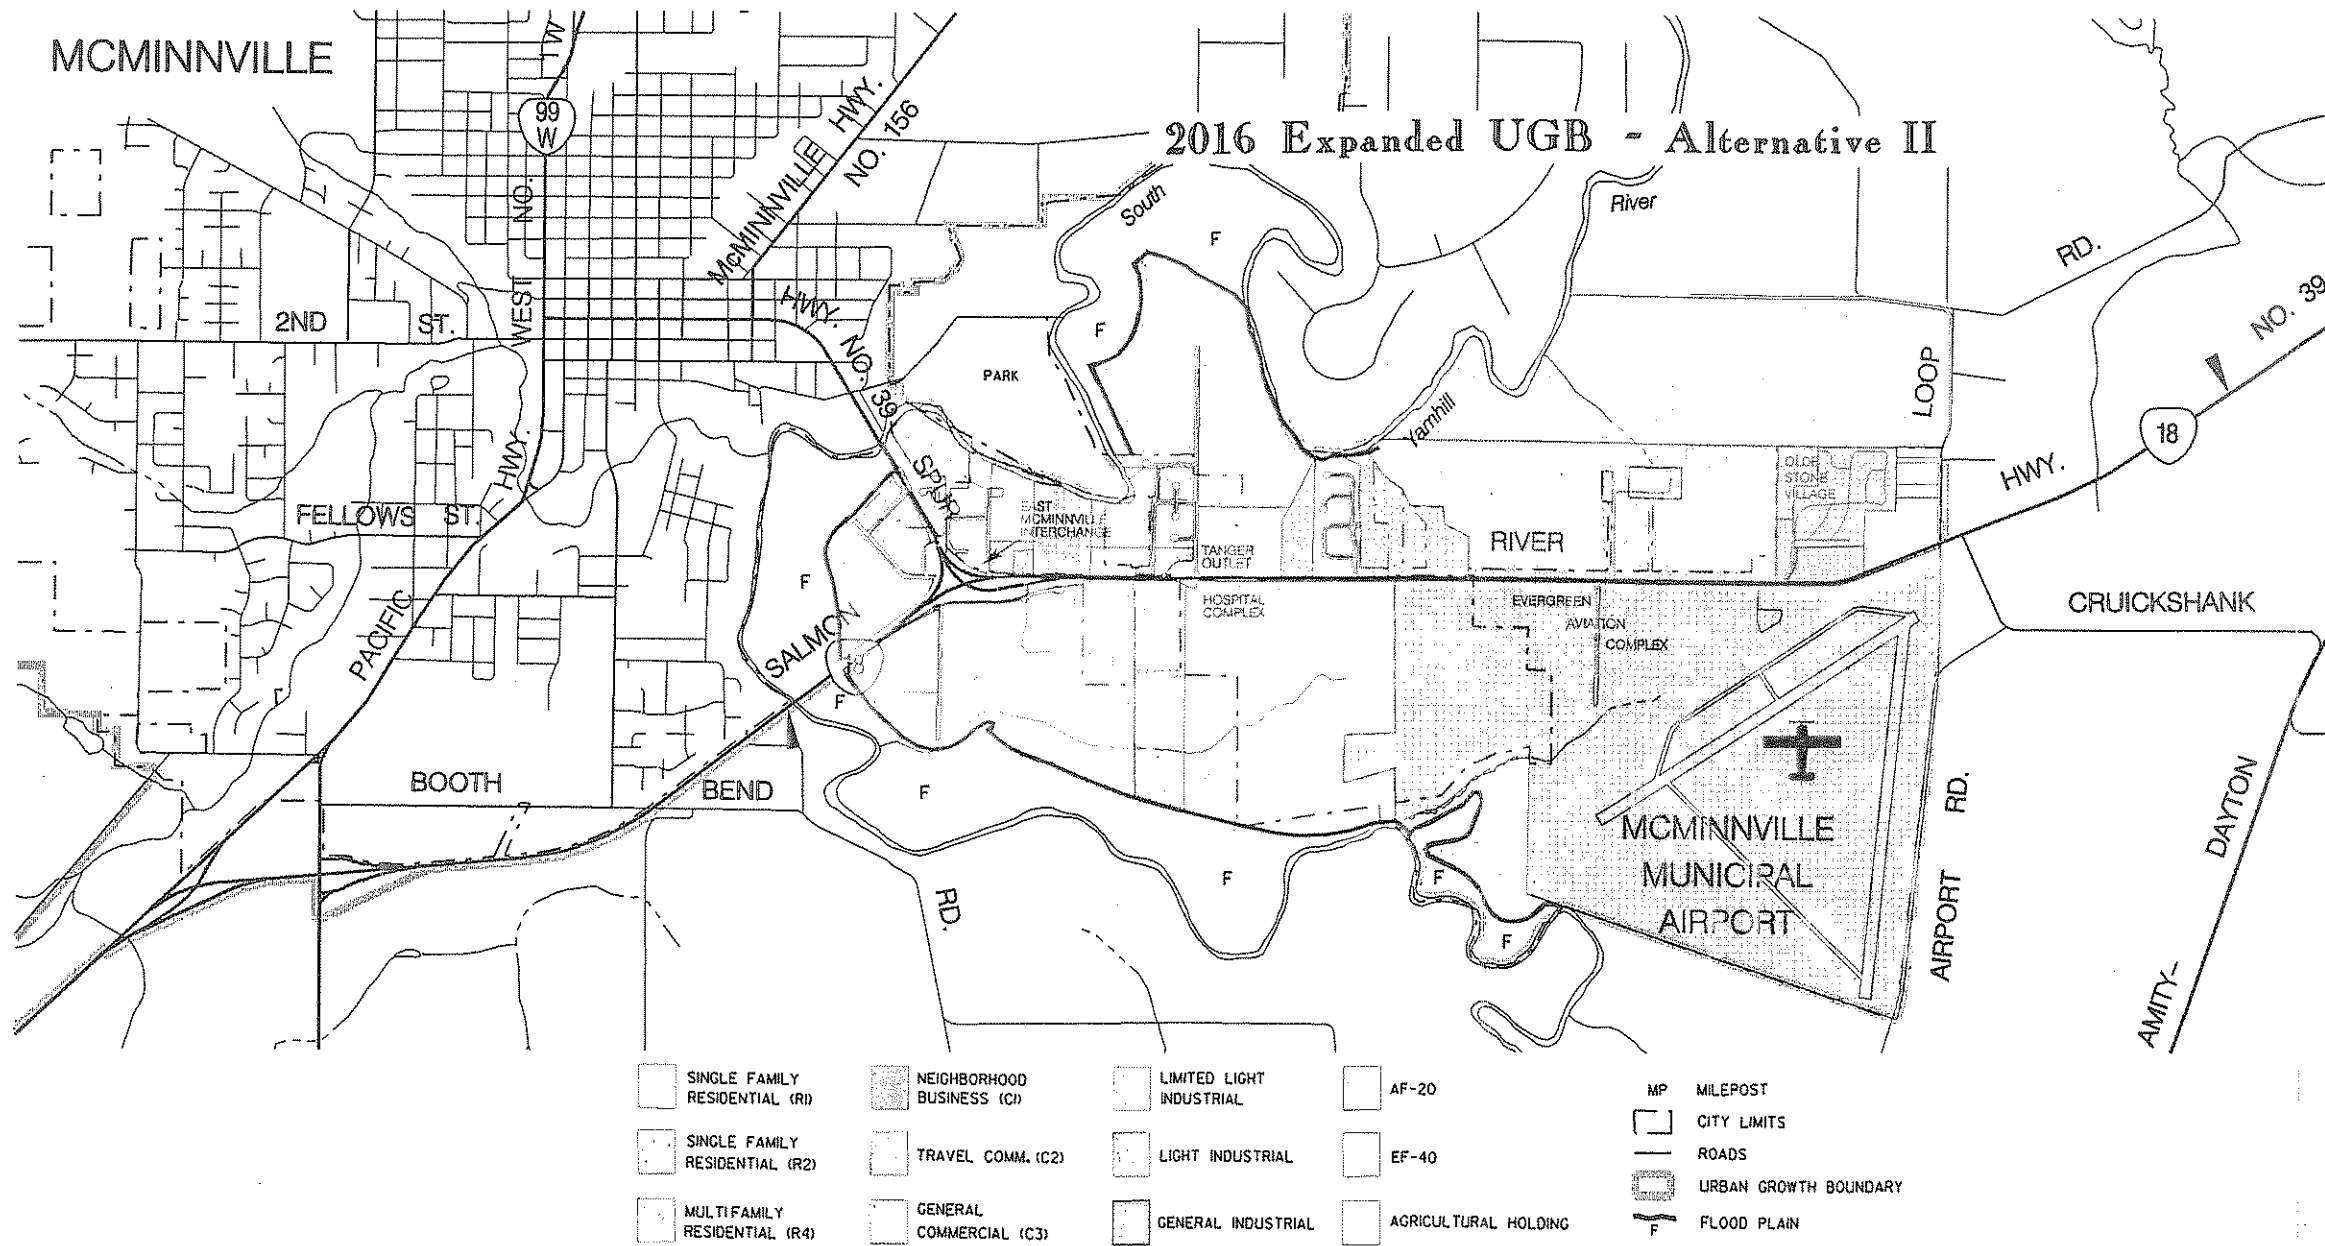 MCMINNVILLE
2016 Expanded UGB - Alternative II
99
W
TW
McMINNVILLE HWY.
NO. 156
South
River
F
RD.
NO. 39
WEST
NO.
HWY. NO. 39
SPUR
2ND ST.
F
PARK
LOOP
Yamhill
18
HWY.
OLDE
STONE
VILLAGE
HWY.
FELLOWS ST.
EAST
MCMINNVILLE
INTERCHANGE
TANGER
OUTLET
RIVER
F
HOSPITAL
COMPLEX
EVERGREEN
AVIATION
COMPLEX
CRUICKSHANK
PACIFIC
SALMON
18
F
BOOTH
BEND
RD.
F
F
F
F
MCMINNVILLE
MUNICIPAL
AIRPORT
AIRPORT RD.
AMITY-
DAYTON
SINGLE FAMILY
RESIDENTIAL (R1)
SINGLE FAMILY
RESIDENTIAL (R2)
MULTIFAMILY
RESIDENTIAL (R4)
NEIGHBORHOOD
BUSINESS (C1)
TRAVEL COMM. (C2)
GENERAL
COMMERCIAL (C3)
LIMITED LIGHT
INDUSTRIAL
LIGHT INDUSTRIAL
GENERAL INDUSTRIAL
AF-20
EF-40
AGRICULTURAL HOLDING
MP MILEPOST
CITY LIMITS
ROADS
URBAN GROWTH BOUNDARY
F FLOOD PLAIN